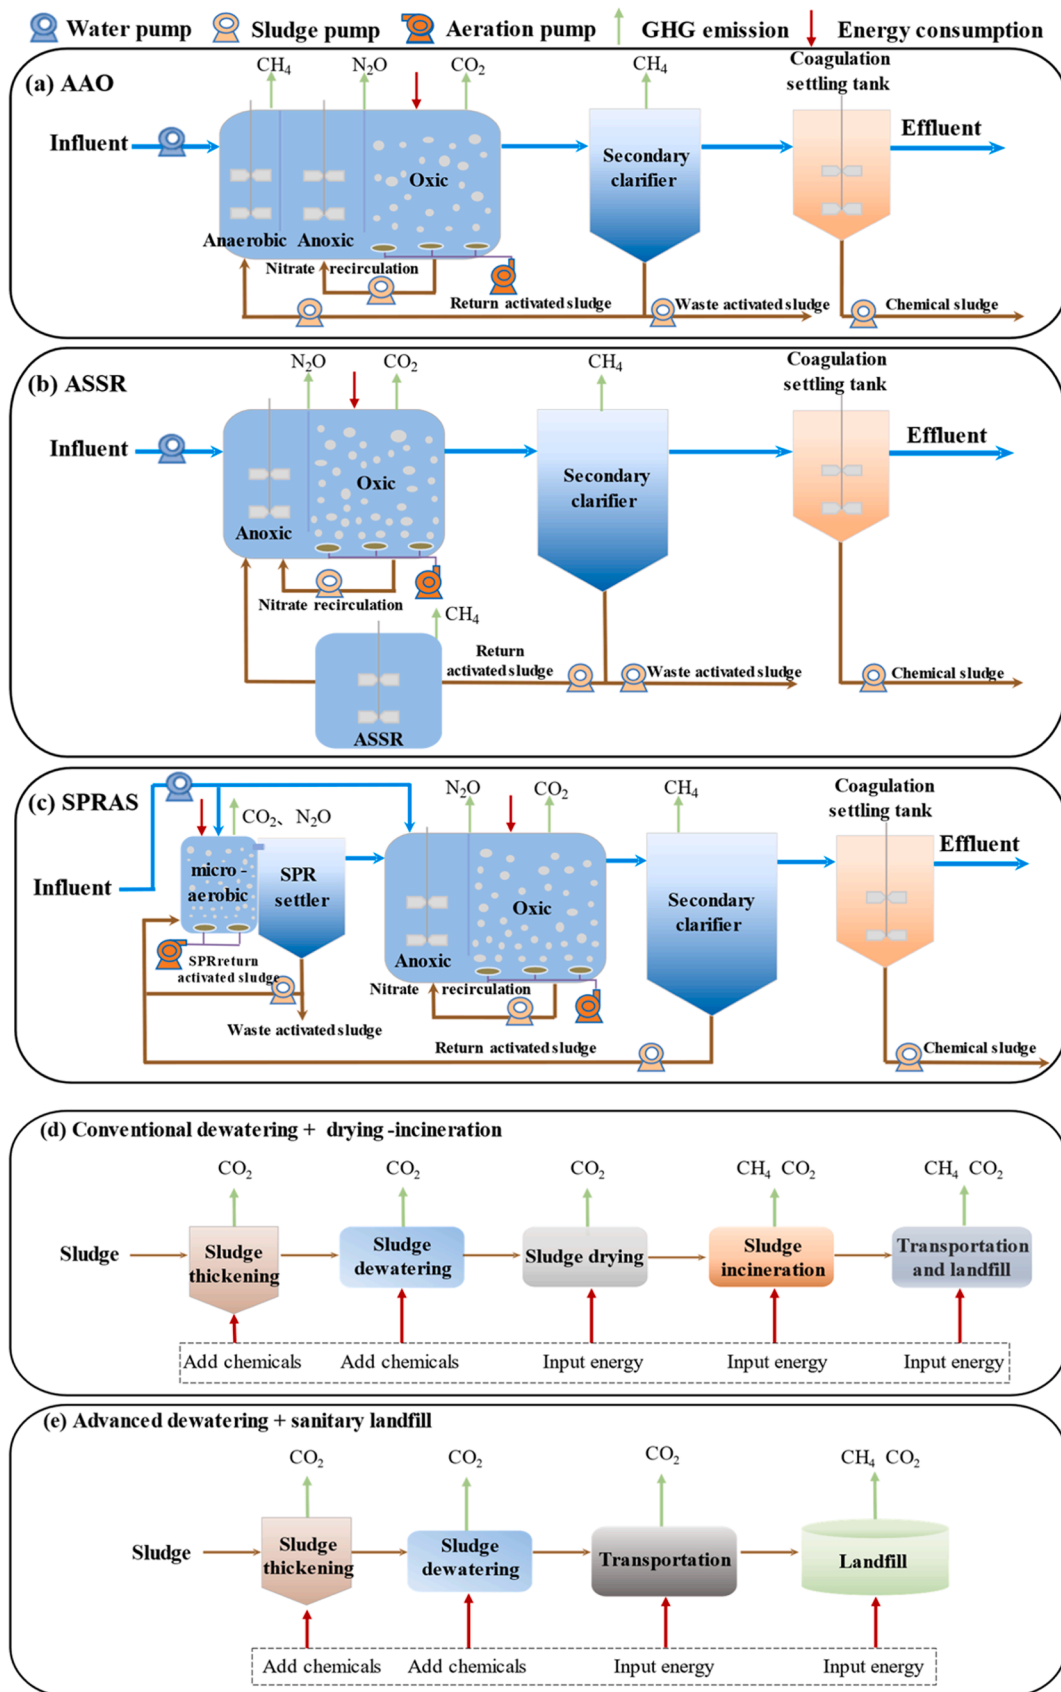 Water pump Sludge pump Aeration pump GHG emission Energy consumption
(a) AAO
CH₄
N₂O
CO₂
CH₄
Coagulation
settling tank
Influent
Effluent
Secondary
clarifier
Oxic
Anaerobic
Anoxic
Nitrate recirculation
Return activated sludge
Waste activated sludge
Chemical sludge
(b) ASSR
N₂O
CO₂
CH₄
Coagulation
settling tank
Influent
Effluent
Oxic
Secondary
clarifier
Anoxic
Nitrate recirculation
CH₄
Return
activated sludge
Waste activated sludge
Chemical sludge
ASSR
(c) SPRAS
CO₂、 N₂O
N₂O
CO₂
CH₄
Coagulation
settling tank
Influent
Effluent
micro-
aerobic
SPR
settler
Oxic
Secondary
clarifier
Anoxic
SPR return
activated sludge
Nitrate recirculation
Waste activated sludge
Return activated sludge
Chemical sludge
(d) Conventional dewatering + drying-incineration
CO₂
CO₂
CO₂
CH₄ CO₂
CH₄ CO₂
Sludge
Sludge
thickening
Sludge
dewatering
Sludge drying
Sludge
incineration
Transportation
and landfill
Add chemicals
Add chemicals
Input energy
Input energy
Input energy
(e) Advanced dewatering + sanitary landfill
CO₂
CO₂
CO₂
CH₄ CO₂
Sludge
Sludge
thickening
Sludge
dewatering
Transportation
Landfill
Add chemicals
Add chemicals
Input energy
Input energy